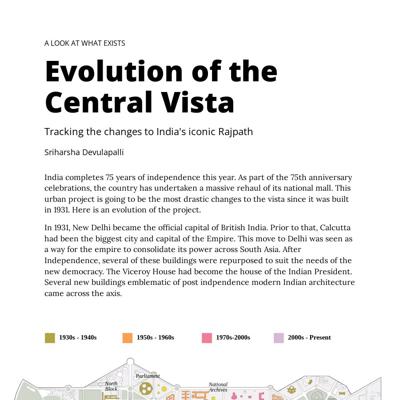 A LOOK AT WHAT EXISTS
Evolution of the
Central Vista
Tracking the changes to India's iconic Rajpath
Sriharsha Devulapalli
India completes 75 years of independence this year. As part of the 75th anniversary
celebrations, the country has undertaken a massive rehaul of its national mall. This
urban project is going to be the most drastic changes to the vista since it was built
in 1931. Here is an evolution of the project.
In 1931, New Delhi became the official capital of British India. Prior to that, Calcutta
had been the biggest city and capital of the Empire. This move to Delhi was seen as
a way for the empire to consolidate its power across South Asia. After
Independence, several of these buildings were repurposed to suit the needs of the
new democracy. The Viceroy House had become the house of the Indian President.
Several new buildings emblematic of post indpendence modern Indian architecture
came across the axis.
1930s - 1940s
1950s - 1960s
1970s-2000s
2000s - Present
Parliament
North
Block
National
Archives